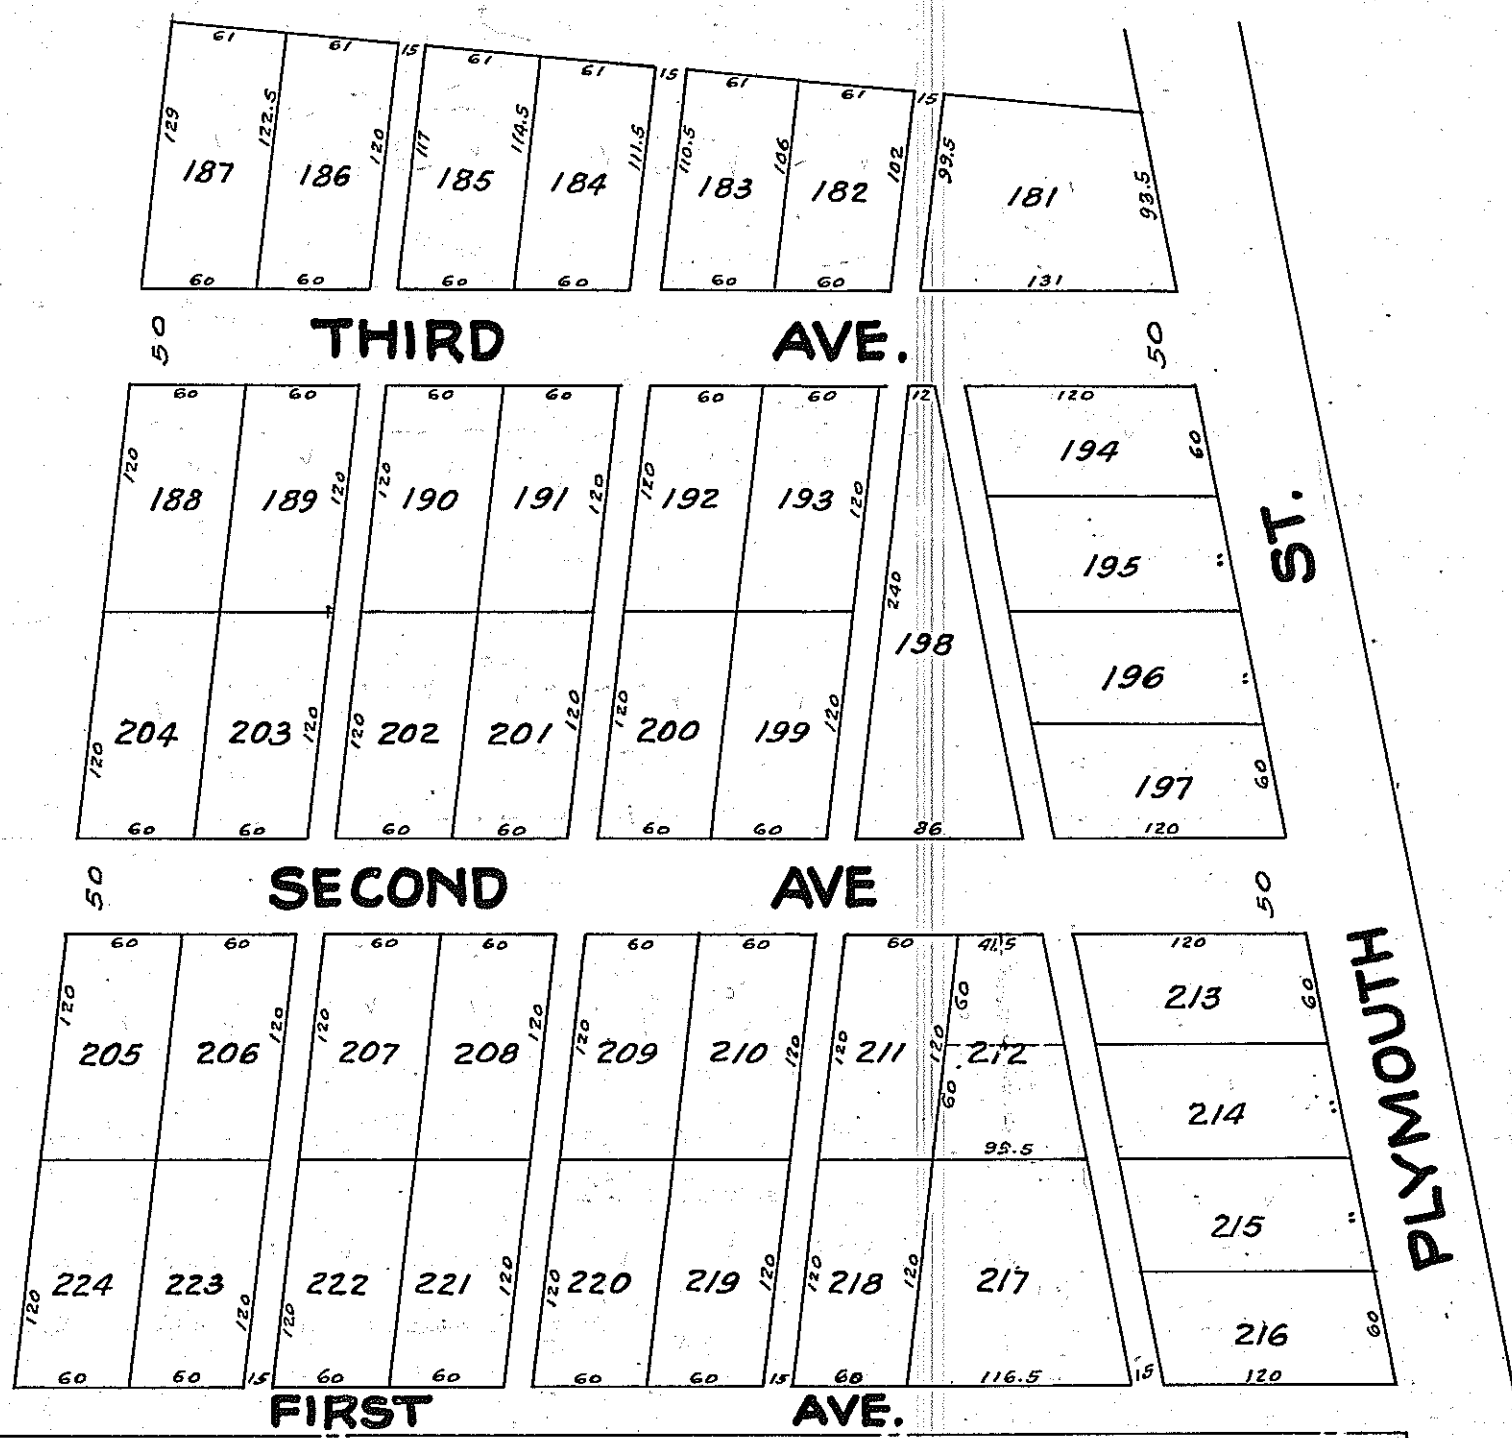 61 61 15 61 61 15 61 61 15
129 122.5 120 117 114.5 111.5 110.5 106 102 99.5 93.5
187 186 185 184 183 182 181
60 60 60 60 60 60 131
50 THIRD AVE. 50
60 60 60 60 60 60 12 120
120 120 120 120 120 120 60
188 189 190 191 192 193 194
195 "
240
198
196 "
204 203 202 201 200 199
120 120 120 120 120 120
197 60
60 60 60 60 60 60 86 120
ST.
50 SECOND AVE 50
60 60 60 60 60 60 60 41.5 120
120 120 120 120 120 120 120 120 60 60
213
205 206 207 208 209 210 211 212
60
214 "
95.5
215 "
224 223 222 221 220 219 218 217
120 120 120 120 120 120 120 120
216 60
60 60 15 60 60 60 60 15 60 116.5 15 120
PLYMOUTH
FIRST AVE.